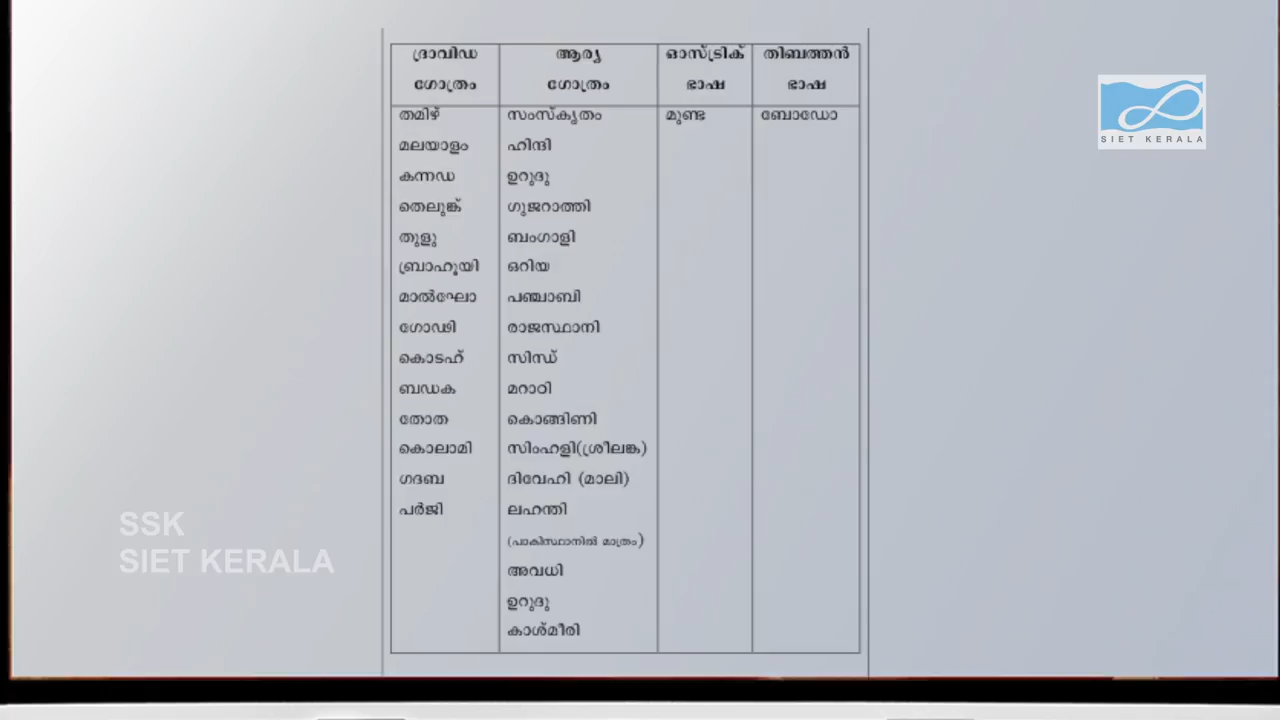 ദ്രാവിഡ ആര്യ ഓസ്ട്രിക് തിബത്തൻ
ഗോത്രം ഗോത്രം ഭാഷ ഭാഷ
തമിഴ് സംസ്കൃതം മുണ്ട ബോഡോ
മലയാളം ഹിന്ദി
കന്നഡ ഉറുദു
തെലുങ്ക് ഗുജറാത്തി
തുളു ബംഗാളി
ബ്രാഹൂയി ഒറിയ
മാൽഘോ പഞ്ചാബി
ഗോഢി രാജസ്ഥാനി
കൊടഹ് സിന്ധ്
ബഡക മറാഠി
തോത കൊങ്ങിണി
കൊലാമി സിംഹളി(ശ്രീലങ്ക)
ഗദബ ദിവേഹി (മാലി)
പർജി ലഹന്തി
(പാകിസ്ഥാനിൽ മാത്രം)
അവധി
ഉറുദു
കാശ്മീരി
SIET KERALA
SSK
SIET KERALA